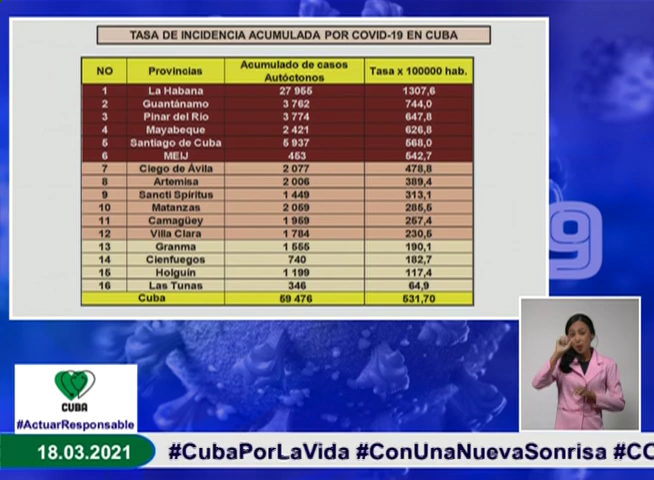 TASA DE INCIDENCIA ACUMULADA POR COVID-19 EN CUBA
NO Provincias Acumulado de casos Autóctonos Tasa x 100000 hab.
1 La Habana 27 955 1307,6
2 Guantánamo 3 762 744,0
3 Pinar del Río 3 774 647,8
4 Mayabeque 2 421 626,8
5 Santiago de Cuba 5 937 568,0
6 MEIJ 453 542,7
7 Ciego de Ávila 2 077 478,8
8 Artemisa 2 006 389,4
9 Sancti Spíritus 1 449 313,1
10 Matanzas 2 059 285,5
11 Camagüey 1 959 257,4
12 Villa Clara 1 784 230,5
13 Granma 1 555 190,1
14 Cienfuegos 740 182,7
15 Holguín 1 199 117,4
16 Las Tunas 346 64,9
Cuba 59 476 531,70
9
CUBA
#ActuarResponsable
18.03.2021 #CubaPorLaVida #ConUnaNuevaSonrisa #CO